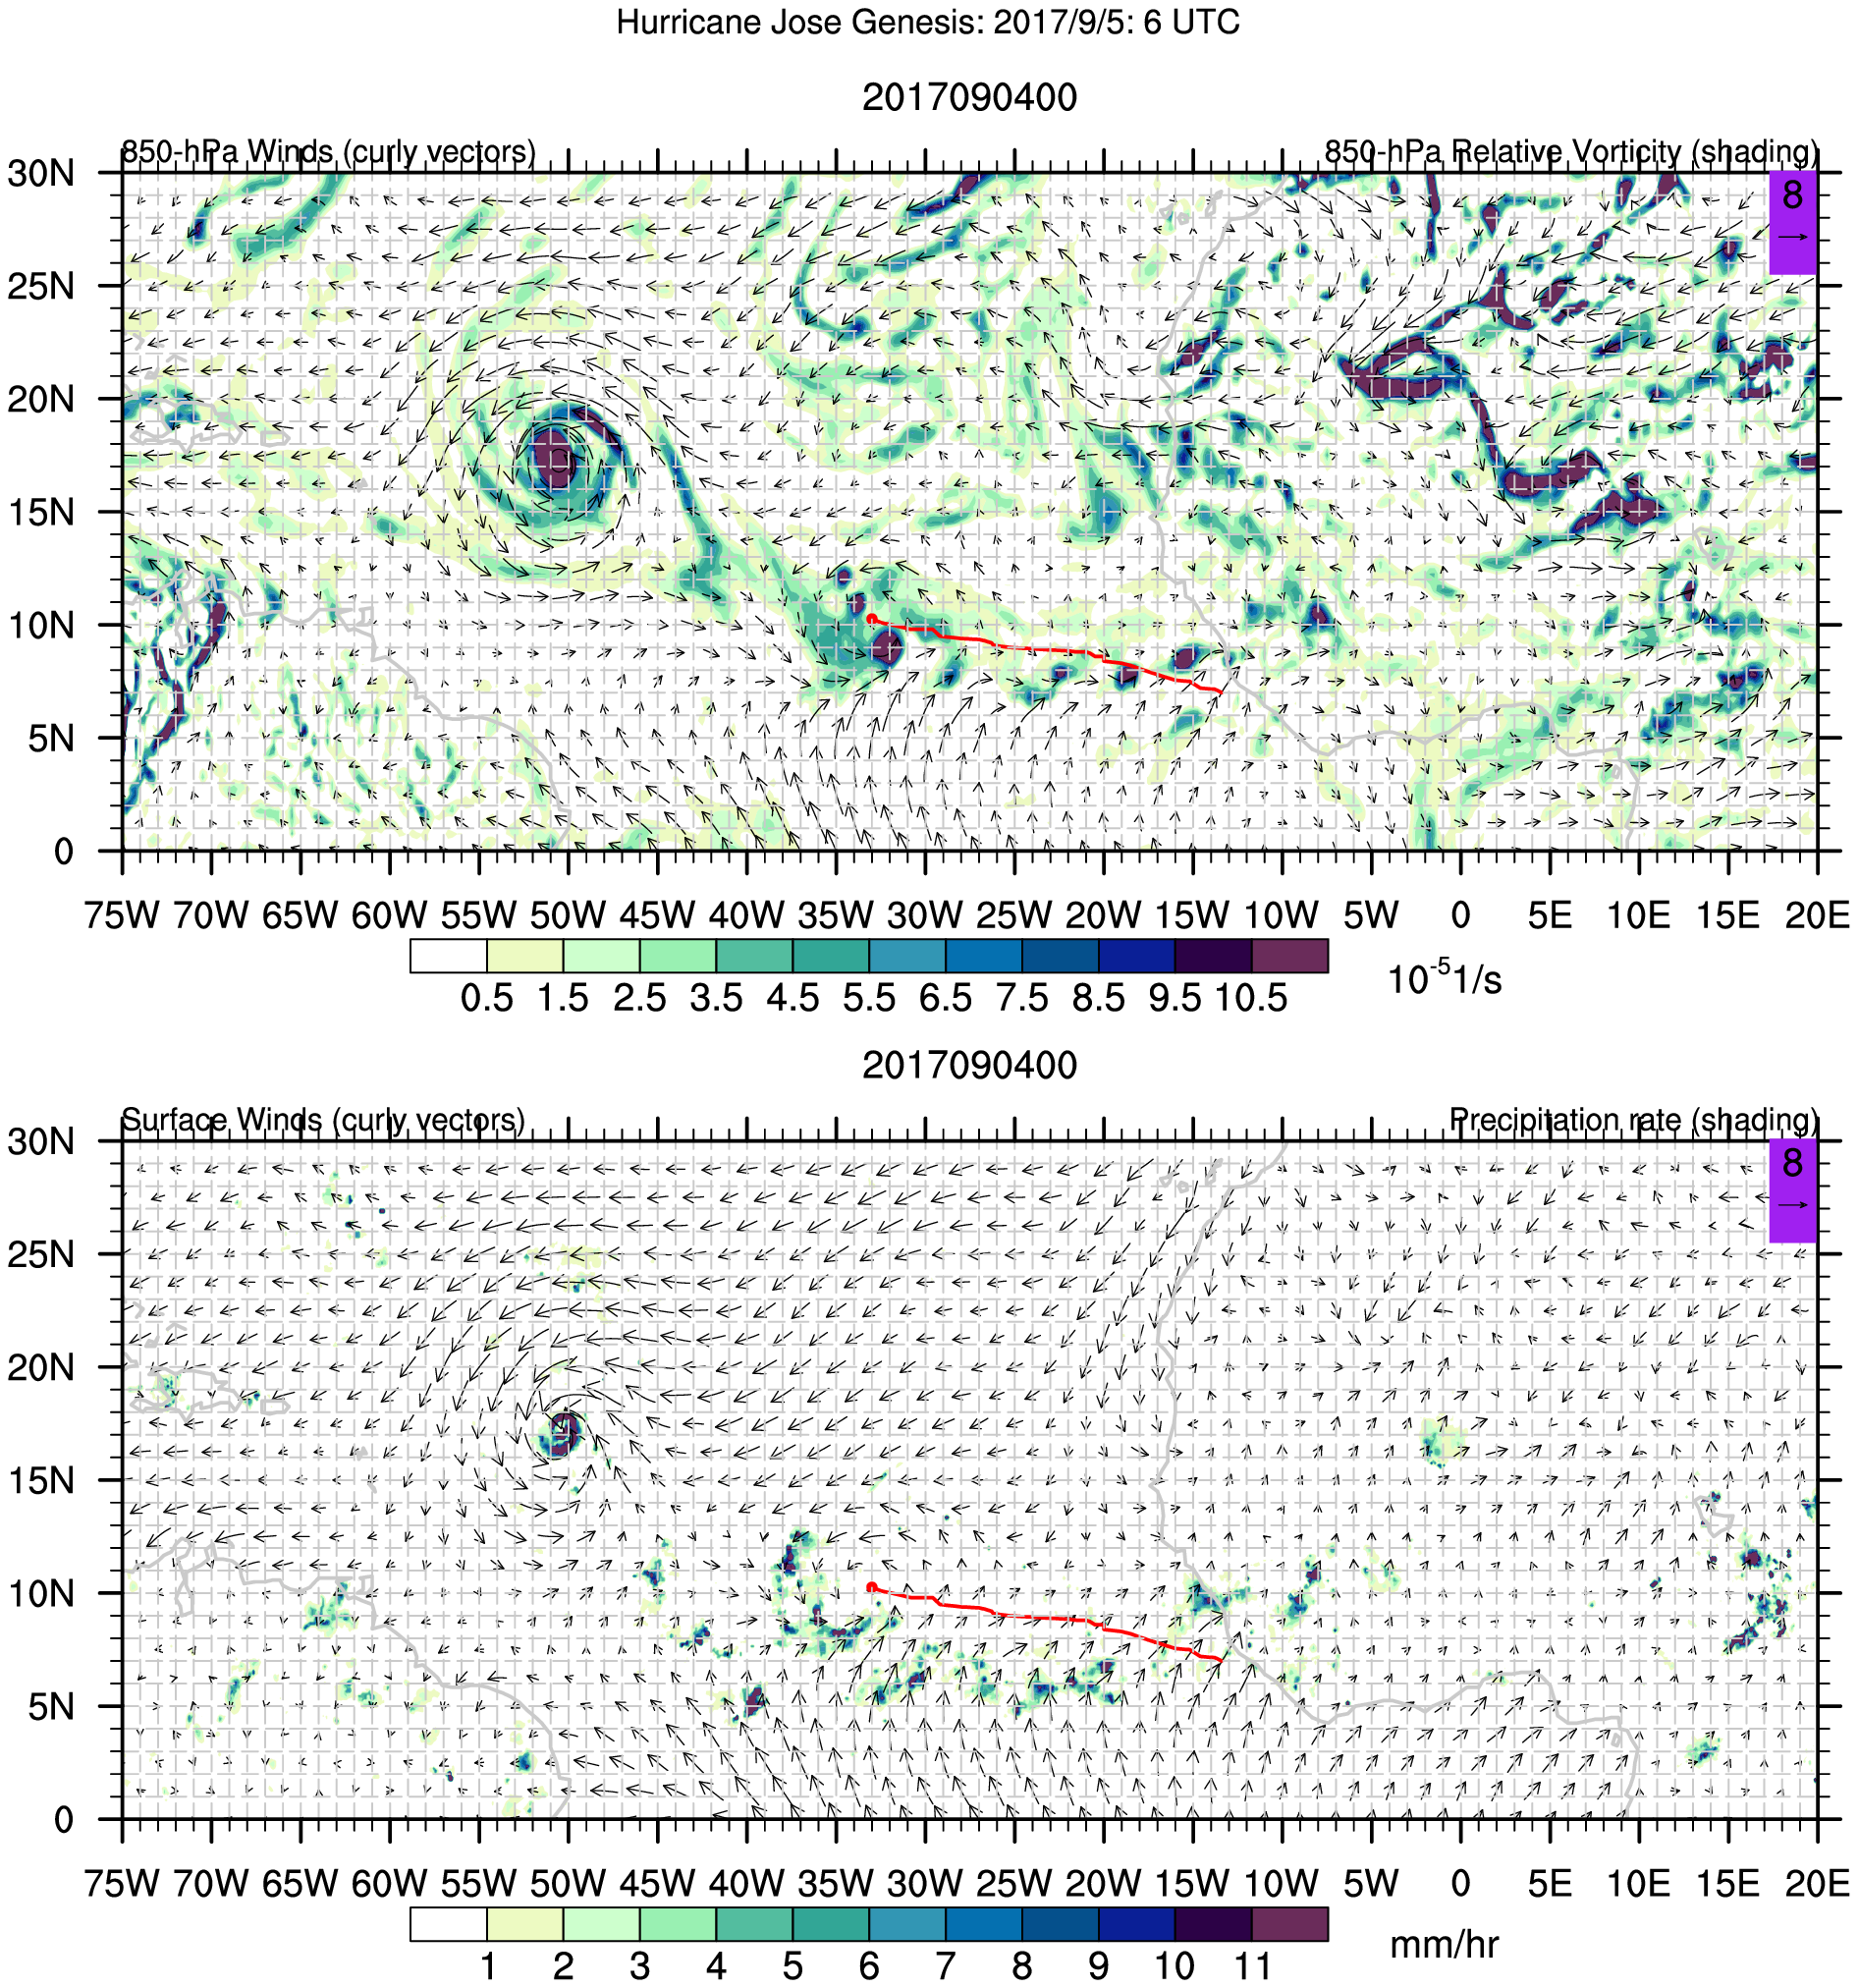 Hurricane Jose Genesis: 2017/9/5: 6 UTC
2017090400
850-hPa Winds (curly vectors) 850-hPa Relative Vorticity (shading)
8
30N
25N
20N
15N
10N
5N
0
75W 70W 65W 60W 55W 50W 45W 40W 35W 30W 25W 20W 15W 10W 5W 0 5E 10E 15E 20E
0.5 1.5 2.5 3.5 4.5 5.5 6.5 7.5 8.5 9.5 10.5
10⁻⁵1/s
2017090400
Surface Winds (curly vectors) Precipitation rate (shading)
8
30N
25N
20N
15N
10N
5N
0
75W 70W 65W 60W 55W 50W 45W 40W 35W 30W 25W 20W 15W 10W 5W 0 5E 10E 15E 20E
1 2 3 4 5 6 7 8 9 10 11
mm/hr